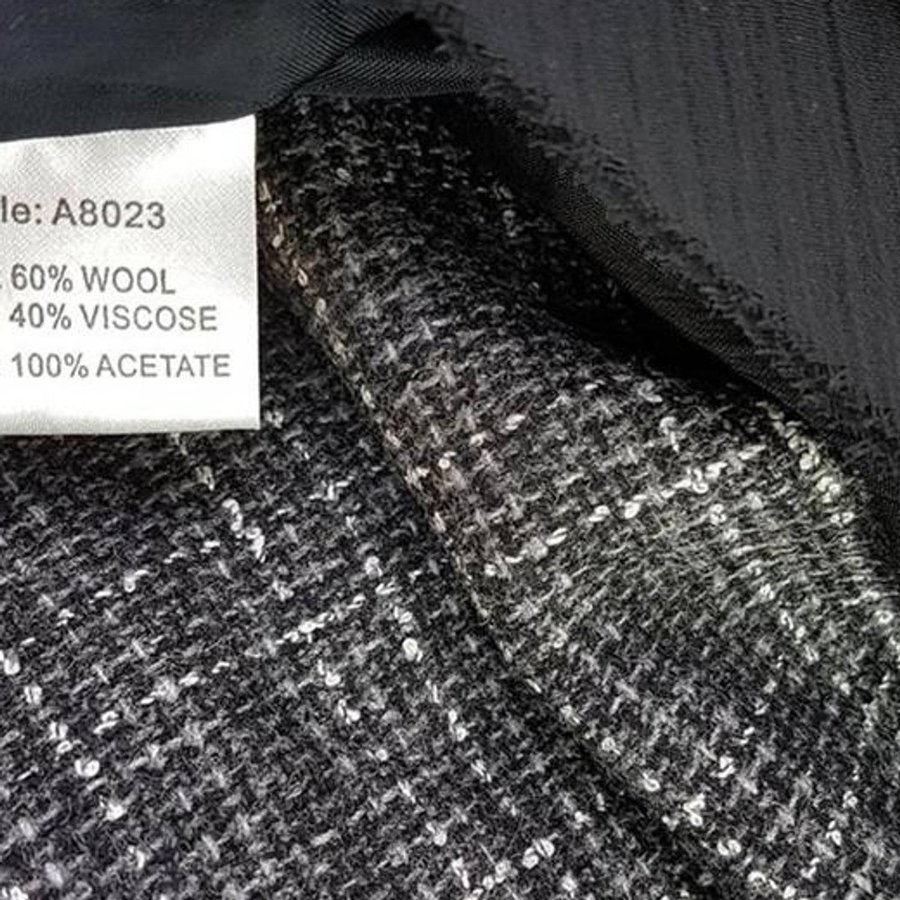 le: A8023
: 60% WOOL
40% VISCOSE
: 100% ACETATE